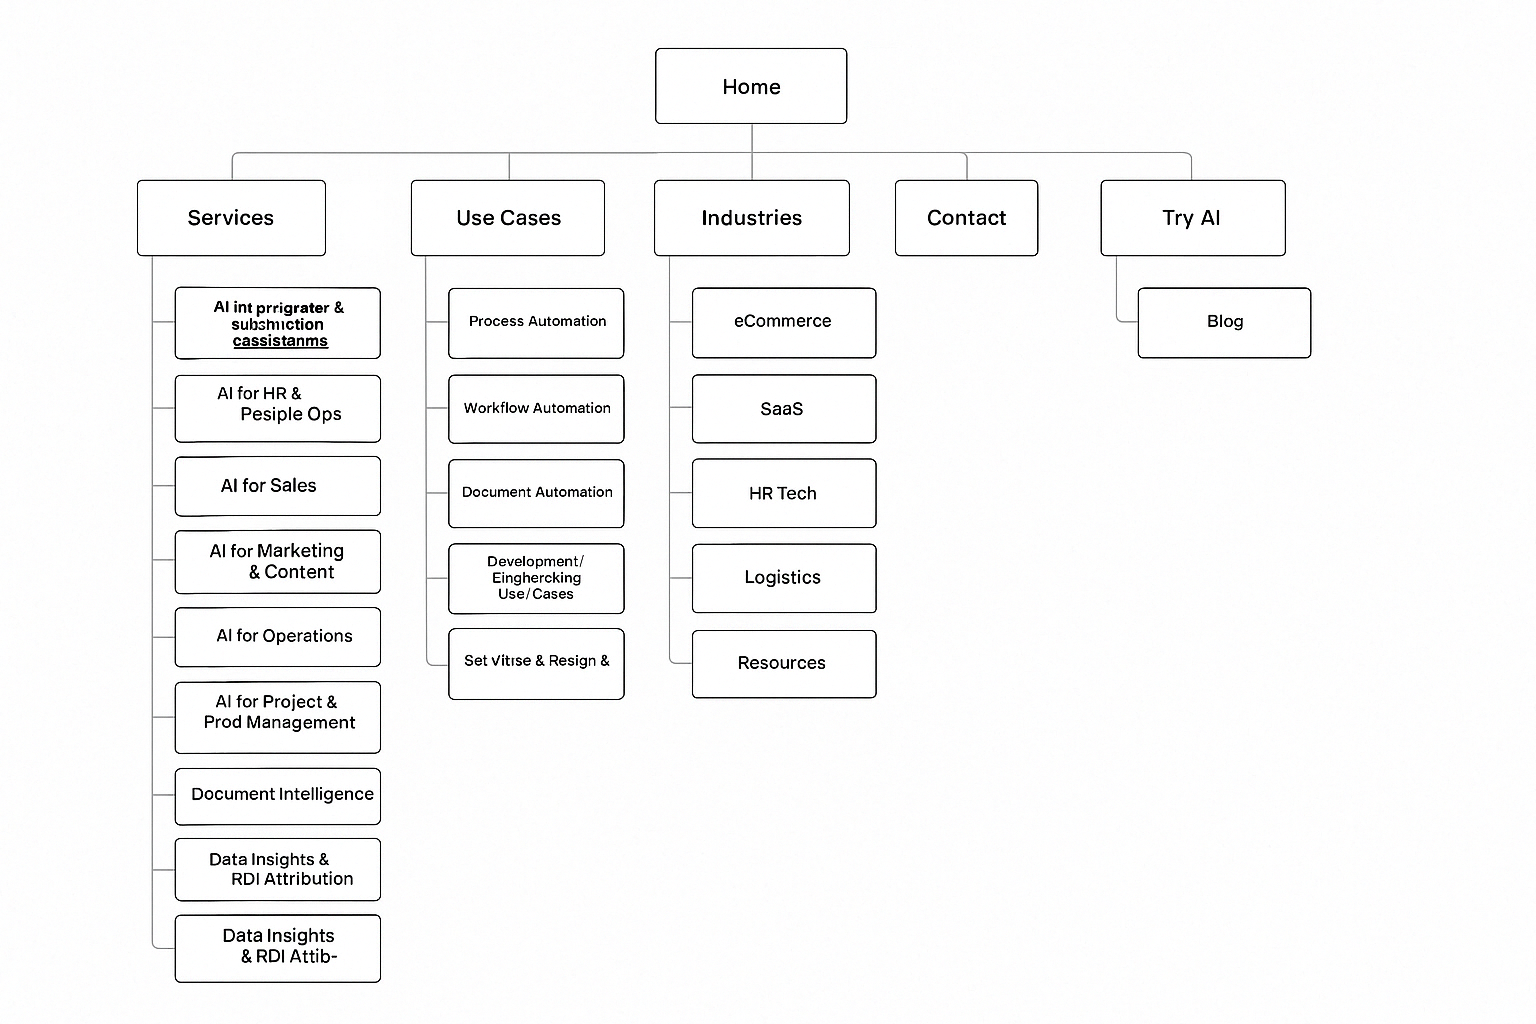 Home
Services
Use Cases
Industries
Contact
Try AI
AI int prrigrater &
cassistanms
AI for HR &
Pesiple Ops
AI for Sales
AI for Marketing
& Content
AI for Operations
AI for Project &
Prod Management
Document Intelligence
Data Insights &
RDI Attribution
Data Insights
& RDI Attib-
Process Automation
Workflow Automation
Document Automation
Development/
Einghercking
Use/Cases
Set Vitise & Resign &
eCommerce
SaaS
HR Tech
Logistics
Resources
Blog